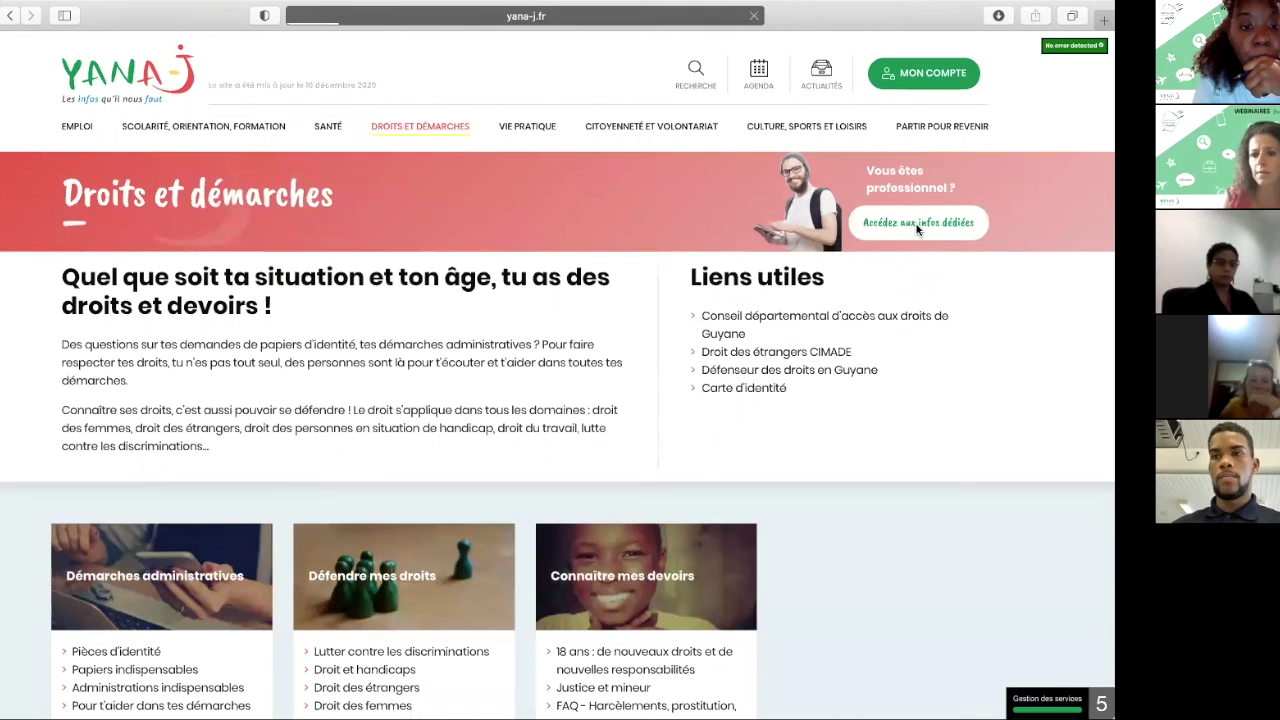 yana-j.fr
No error detected
YANA-J
Les infos qu'il nous faut
Le site a été mis à jour le 10 décembre 2020
RECHERCHE
AGENDA
ACTUALITÉS
MON COMPTE
EMPLOI
SCOLARITÉ, ORIENTATION, FORMATION
SANTÉ
DROITS ET DÉMARCHES
VIE PRATIQUE
CITOYENNETÉ ET VOLONTARIAT
CULTURE, SPORTS ET LOISIRS
PARTIR POUR REVENIR
Droits et démarches
Vous êtes
professionnel ?
Accédez aux infos dédiées
Quel que soit ta situation et ton âge, tu as des
droits et devoirs !
Des questions sur tes demandes de papiers d'identité, tes démarches administratives ? Pour faire
respecter tes droits, tu n'es pas tout seul, des personnes sont là pour t'écouter et t'aider dans toutes tes
démarches.
Connaître ses droits, c'est aussi pouvoir se défendre ! Le droit s'applique dans tous les domaines : droit
des femmes, droit des étrangers, droit des personnes en situation de handicap, droit du travail, lutte
contre les discriminations...
Liens utiles
Conseil départemental d'accès aux droits de
Guyane
Droit des étrangers CIMADE
Défenseur des droits en Guyane
Carte d'identité
Démarches administratives
Pièces d'identité
Papiers indispensables
Administrations indispensables
Pour t'aider dans tes démarches
Défendre mes droits
Lutter contre les discriminations
Droit et handicaps
Droit des étrangers
Droit des femmes
Connaître mes devoirs
18 ans : de nouveaux droits et de
nouvelles responsabilités
Justice et mineur
FAQ - Harcèlements, prostitution,
Gestion des services
5
WEBINAIRES